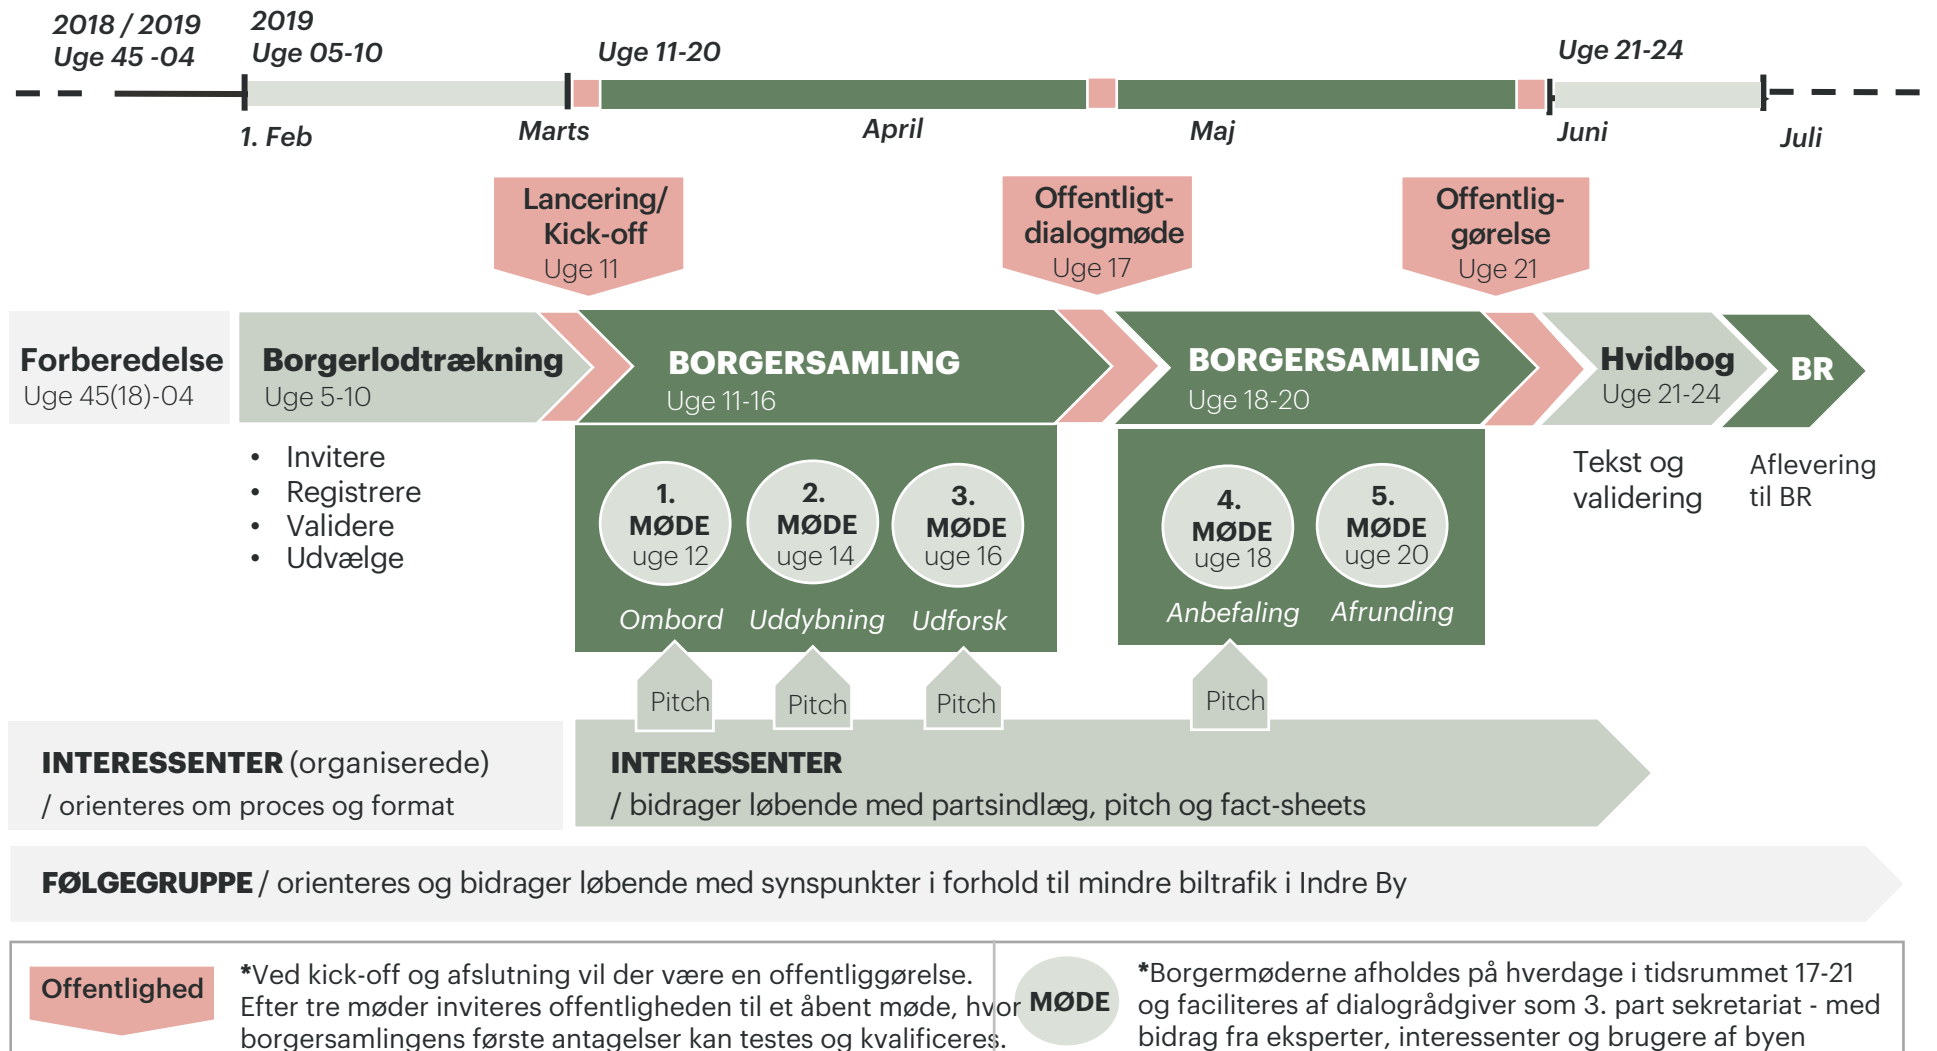 2018 / 2019
Uge 45 -04
2019
Uge 05-10
Uge 11-20
Uge 21-24
1. Feb
Marts
April
Maj
Juni
Juli
Lancering/
Kick-off
Uge 11
Offentligt-
dialogmøde
Uge 17
Offentlig-
gørelse
Uge 21
Forberedelse
Uge 45(18)-04
Borgerlodtrækning
Uge 5-10
BORGERSAMLING
Uge 11-16
BORGERSAMLING
Uge 18-20
Hvidbog
Uge 21-24
BR
• Invitere
• Registrere
• Validere
• Udvælge
1.
MØDE
uge 12
2.
MØDE
uge 14
3.
MØDE
uge 16
4.
MØDE
uge 18
5.
MØDE
uge 20
Tekst og
validering
Aflevering
til BR
Ombord
Uddybning
Udforsk
Anbefaling
Afrunding
Pitch
Pitch
Pitch
Pitch
INTERESSENTER (organiserede)
/ orienteres om proces og format
INTERESSENTER
/ bidrager løbende med partsindlæg, pitch og fact-sheets
FØLGEGRUPPE / orienteres og bidrager løbende med synspunkter i forhold til mindre biltrafik i Indre By
Offentlighed
*Ved kick-off og afslutning vil der være en offentliggørelse.
Efter tre møder inviteres offentligheden til et åbent møde, hvor
borgersamlingens første antagelser kan testes og kvalificeres.
MØDE
*Borgermøderne afholdes på hverdage i tidsrummet 17-21
og faciliteres af dialogrådgiver som 3. part sekretariat - med
bidrag fra eksperter, interessenter og brugere af byen